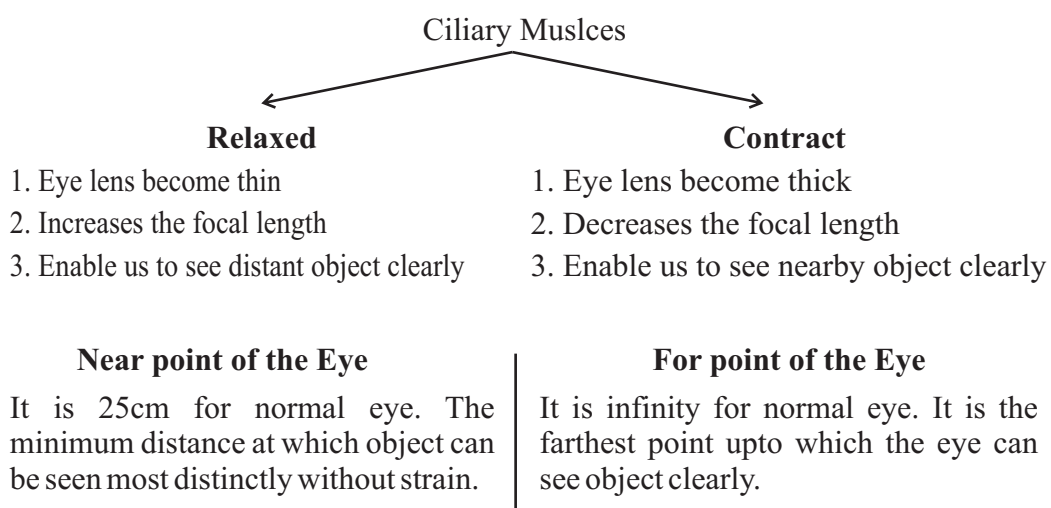 Ciliary Muslces
Relaxed
1. Eye lens become thin
2. Increases the focal length
3. Enable us to see distant object clearly
Contract
1. Eye lens become thick
2. Decreases the focal length
3. Enable us to see nearby object clearly
Near point of the Eye
It is 25cm for normal eye. The
minimum distance at which object can
be seen most distinctly without strain.
For point of the Eye
It is infinity for normal eye. It is the
farthest point upto which the eye can
see object clearly.